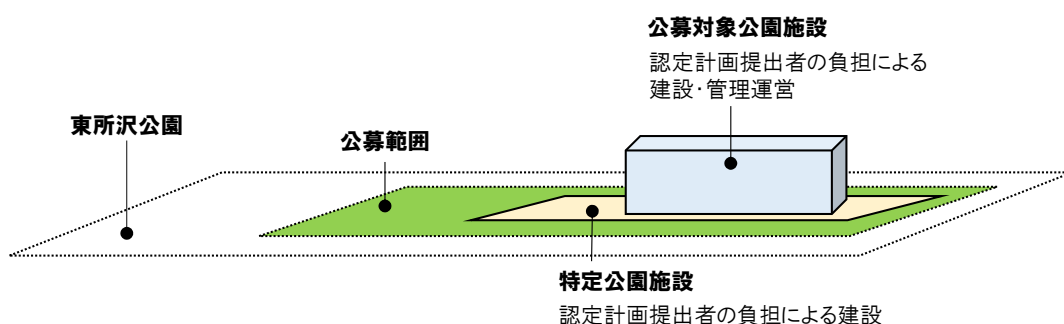 公募対象公園施設
認定計画提出者の負担による
建設・管理運営
東所沢公園
公募範囲
特定公園施設
認定計画提出者の負担による建設